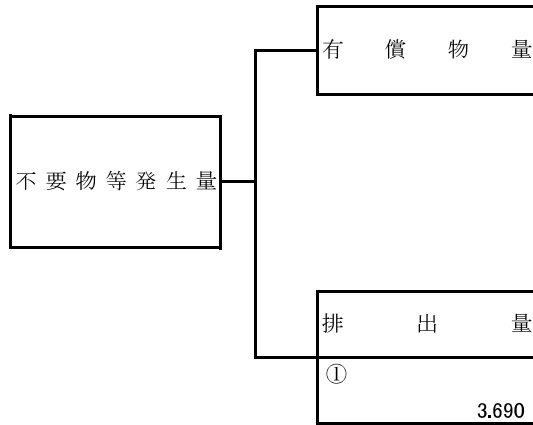 有償物量
不要物等発生量
排出量
①
3.690